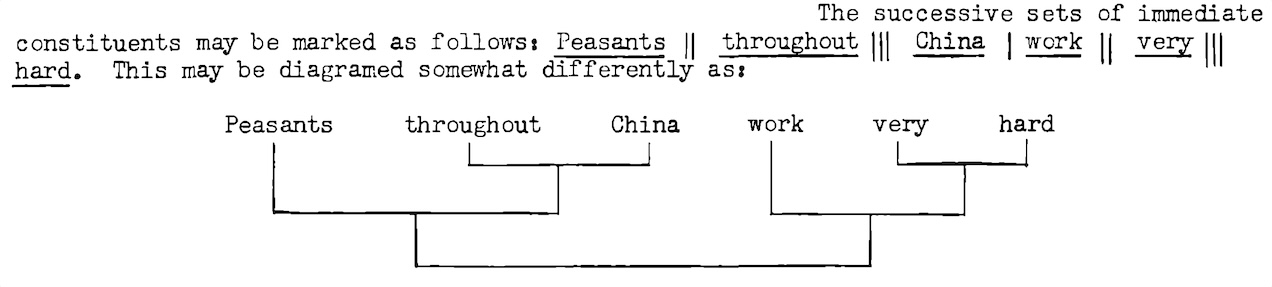 The successive sets of immediate
constituents may be marked as follows: Peasants || throughout ||| China | work || very |||
hard. This may be diagramed somewhat differently as:
Peasants throughout China work very hard